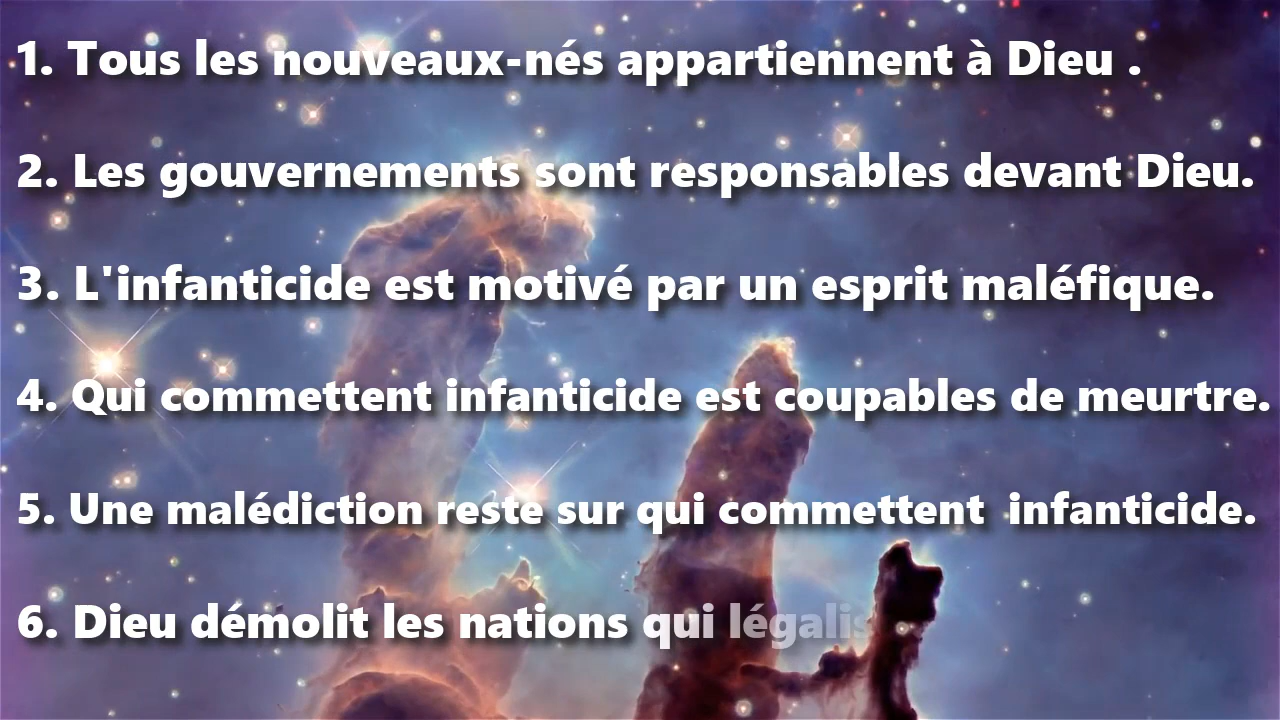 1. Tous les nouveaux-nés appartiennent à Dieu .
2. Les gouvernements sont responsables devant Dieu.
3. L'infanticide est motivé par un esprit maléfique.
4. Qui commettent infanticide est coupables de meurtre.
5. Une malédiction reste sur qui commettent  infanticide.
6. Dieu démolit les nations qui